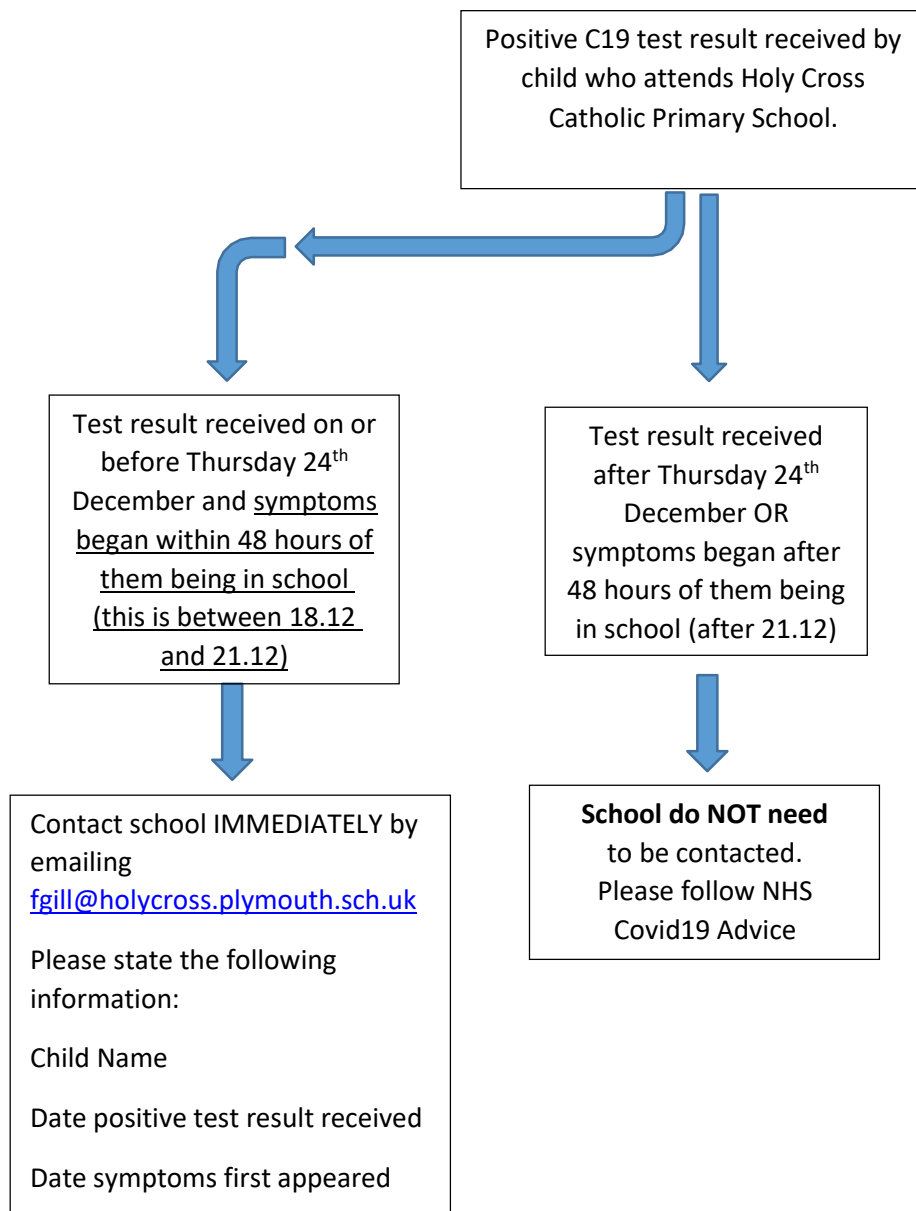 Positive C19 test result received by
child who attends Holy Cross
Catholic Primary School.
Test result received on or
before Thursday 24th
December and symptoms
began within 48 hours of
them being in school
(this is between 18.12
and 21.12)
Test result received
after Thursday 24th
December OR
symptoms began after
48 hours of them being
in school (after 21.12)
Contact school IMMEDIATELY by
emailing
fgill@holycross.plymouth.sch.uk
Please state the following
information:
Child Name
Date positive test result received
Date symptoms first appeared
School do NOT need
to be contacted.
Please follow NHS
Covid19 Advice